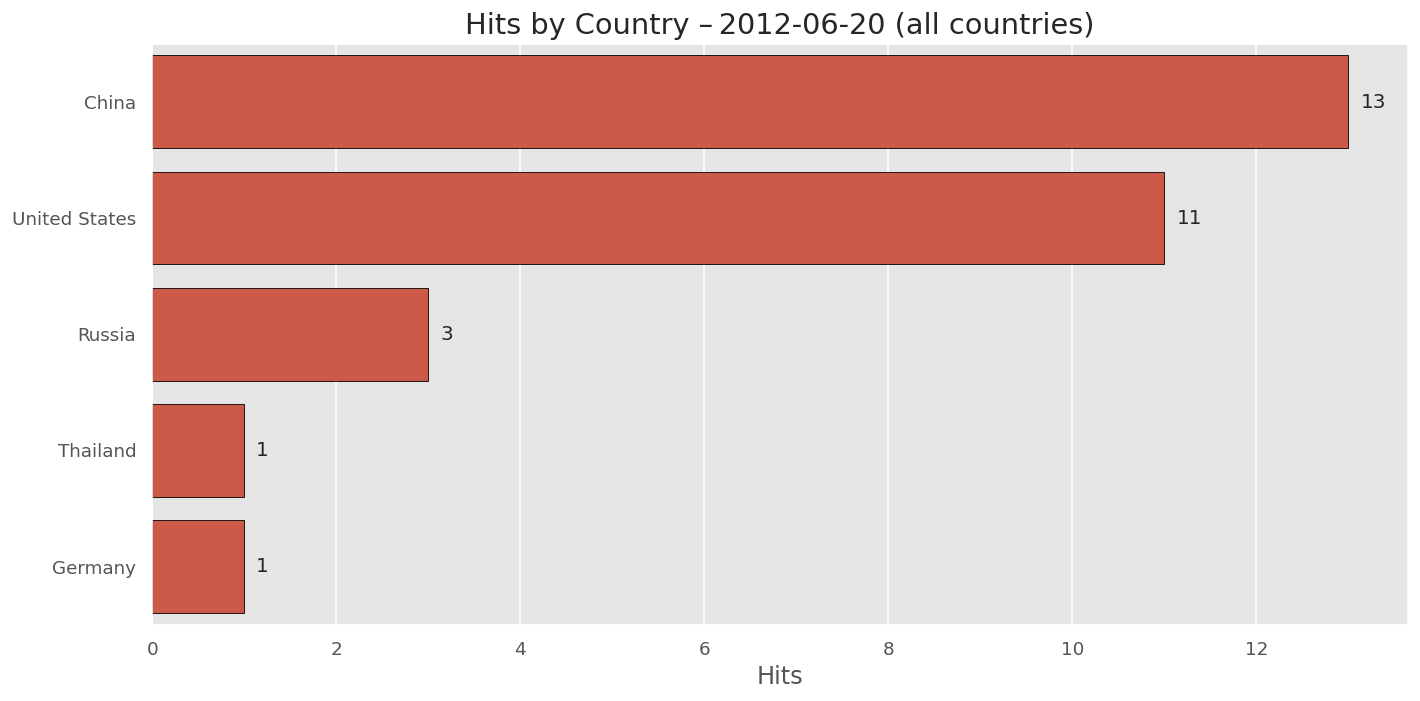 Hits by Country – 2012-06-20 (all countries)
China 13
United States 11
Russia 3
Thailand 1
Germany 1
0 2 4 6 8 10 12
Hits